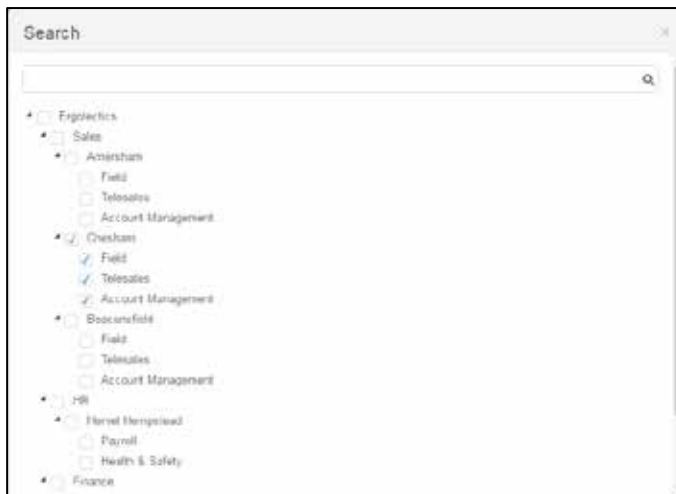 Search
Ergolectics
Sales
Amersham
Field
Telesales
Account Management
Chesham
Field
Telesales
Account Management
Beaconsfield
Field
Telesales
Account Management
HR
Hemel Hempstead
Payroll
Health & Safety
Finance